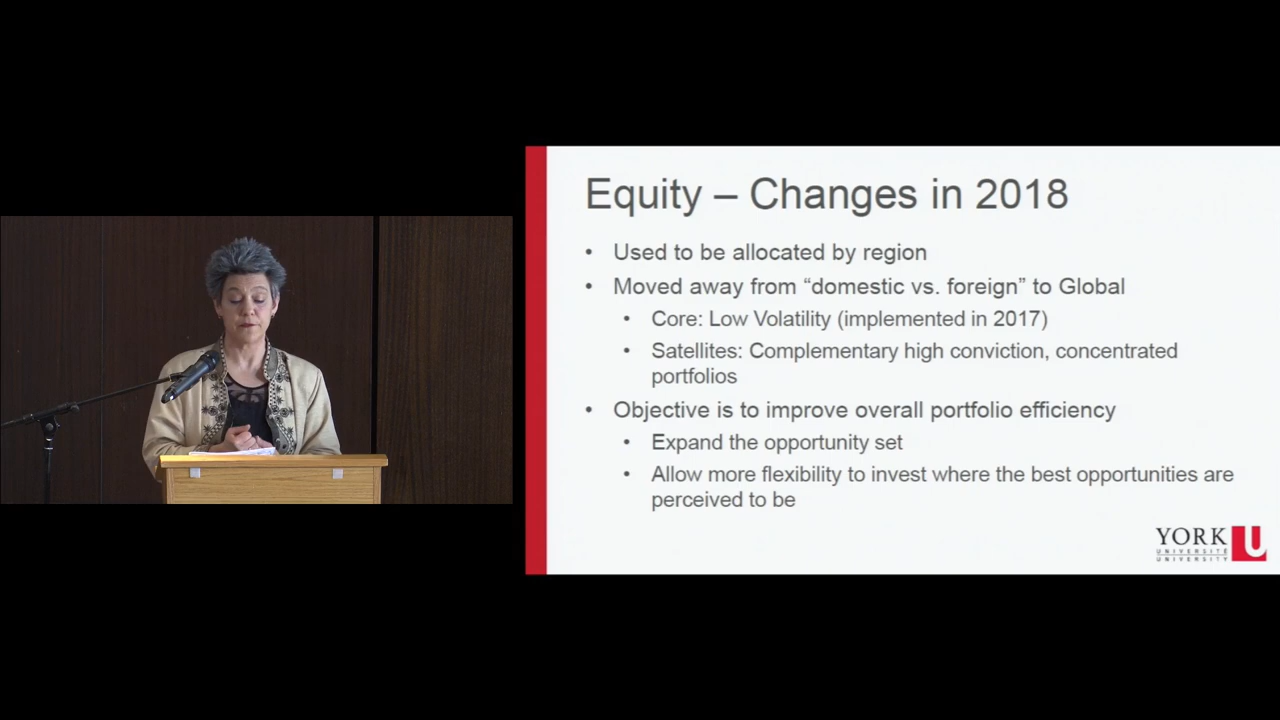 Equity – Changes in 2018
• Used to be allocated by region
• Moved away from “domestic vs. foreign” to Global
• Core: Low Volatility (implemented in 2017)
• Satellites: Complementary high conviction, concentrated
portfolios
• Objective is to improve overall portfolio efficiency
• Expand the opportunity set
• Allow more flexibility to invest where the best opportunities are
perceived to be
YORK U
UNIVERSITÉ
UNIVERSITY